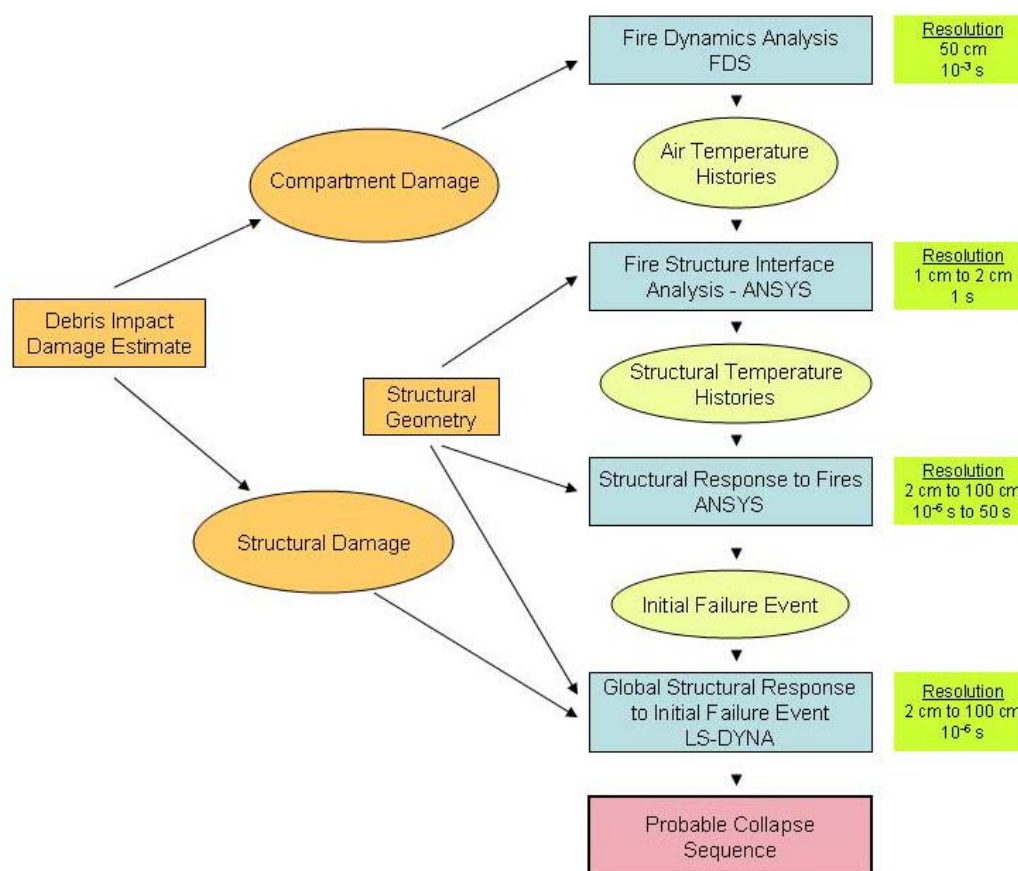 Fire Dynamics Analysis
FDS
Resolution
50 cm
10⁻³ s
Air Temperature
Histories
Compartment Damage
Fire Structure Interface
Analysis - ANSYS
Resolution
1 cm to 2 cm
1 s
Debris Impact
Damage Estimate
Structural Temperature
Histories
Structural
Geometry
Structural Response to Fires
ANSYS
Resolution
2 cm to 100 cm
10⁻⁶ s to 50 s
Structural Damage
Initial Failure Event
Global Structural Response
to Initial Failure Event
LS-DYNA
Resolution
2 cm to 100 cm
10⁻⁶ s
Probable Collapse
Sequence